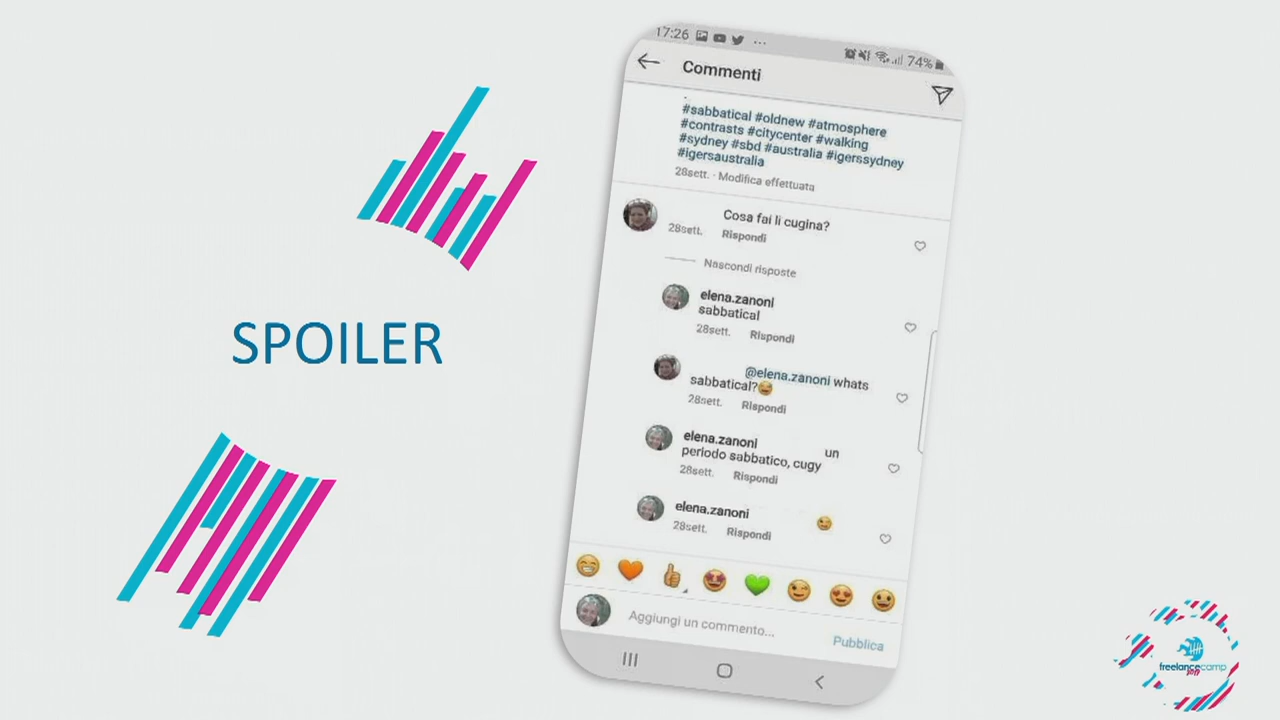 SPOILER
17:26
74%
Commenti
#sabbatical #oldnew #atmosphere
#contrasts #citycenter #walking
#sydney #sbd #australia #igerssydney
#igersaustralia
28sett. · Modifica effettuata
Cosa fai li cugina?
28sett. Rispondi
Nascondi risposte
elena.zanoni
sabbatical
28sett. Rispondi
@elena.zanoni whats
sabbatical?😅
28sett. Rispondi
elena.zanoni un
periodo sabbatico, cugy
28sett. Rispondi
elena.zanoni 😉
28sett. Rispondi
Aggiungi un commento...
Pubblica
freelancecamp